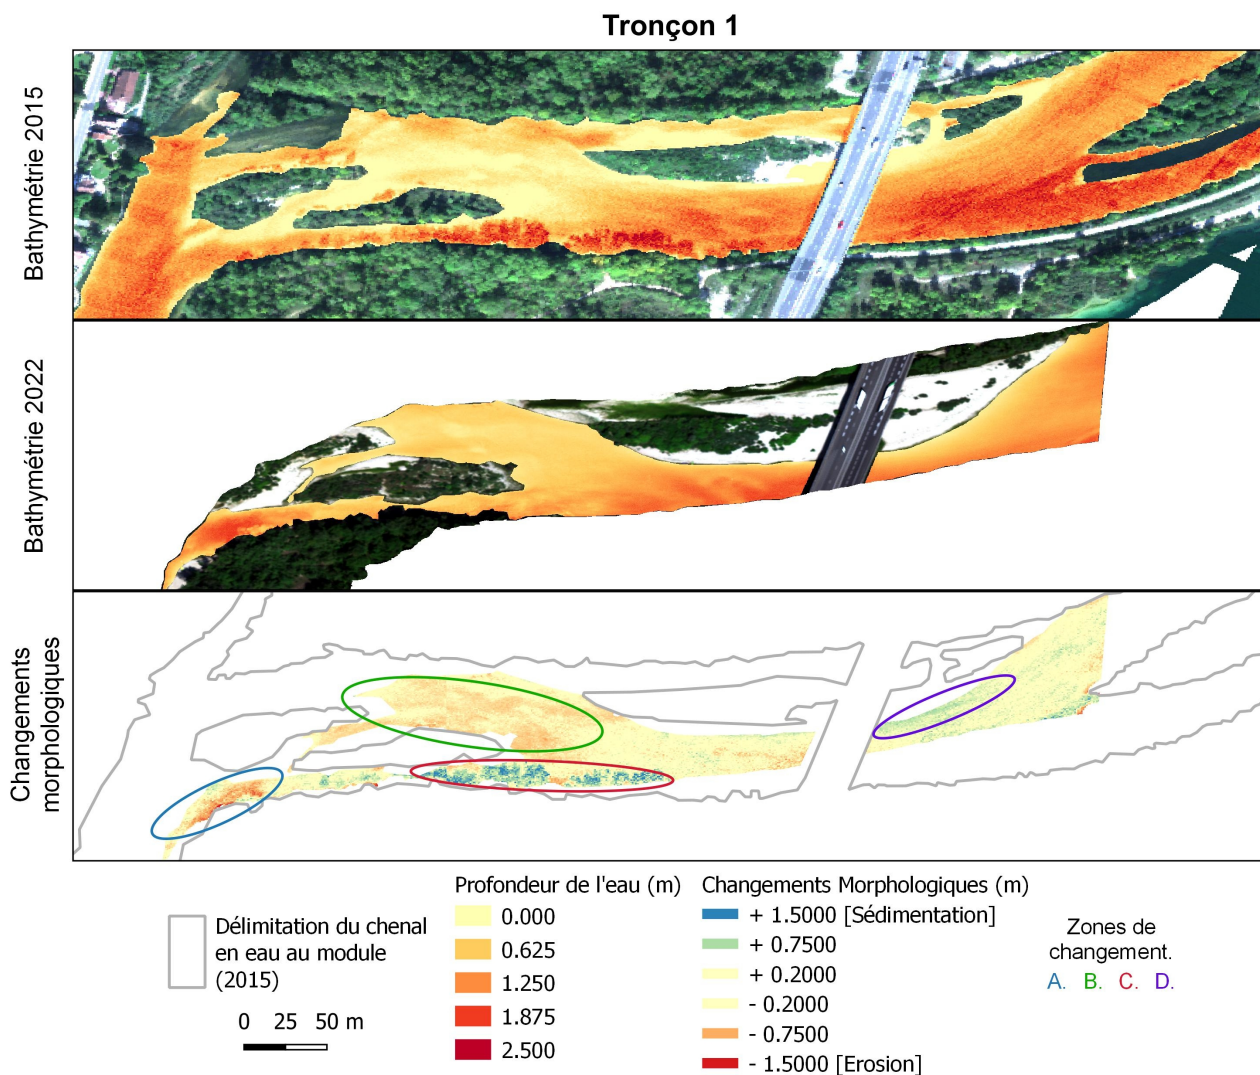 Tronçon 1
Bathymétrie 2015
Bathymétrie 2022
Changements
morphologiques
Délimitation du chenal
en eau au module
(2015)
0 25 50 m
Profondeur de l'eau (m)
0.000
0.625
1.250
1.875
2.500
Changements Morphologiques (m)
+ 1.5000 [Sédimentation]
+ 0.7500
+ 0.2000
- 0.2000
- 0.7500
- 1.5000 [Erosion]
Zones de
changement.
A. B. C. D.